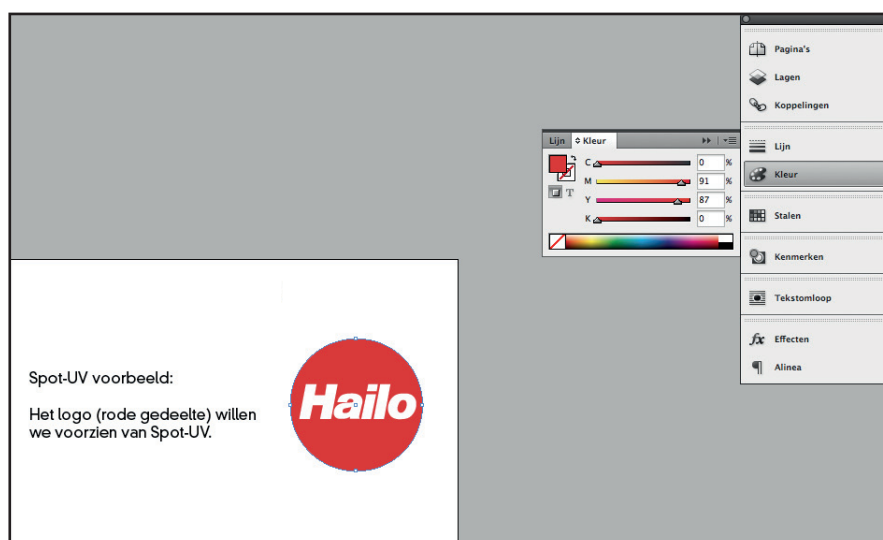 Pagina's
Lagen
Koppelingen
Lijn
Kleur
Stalen
Kenmerken
Tekstomloop
fx Effecten
Alinea
Lijn Kleur
C 0 %
M 91 %
T
Y 87 %
K 0 %
Spot-UV voorbeeld:
Het logo (rode gedeelte) willen
we voorzien van Spot-UV.
Hailo